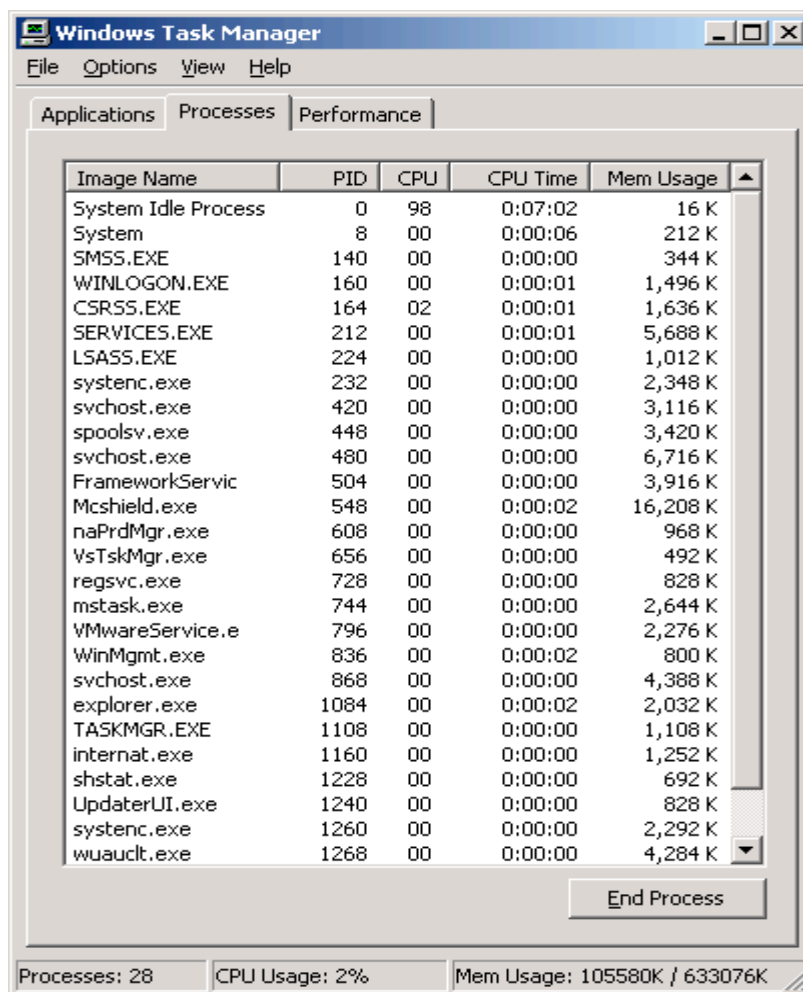 Windows Task Manager
File Options View Help
Applications Processes Performance
Image Name PID CPU CPU Time Mem Usage
System Idle Process 0 98 0:07:02 16 K
System 8 00 0:00:06 212 K
SMSS.EXE 140 00 0:00:00 344 K
WINLOGON.EXE 160 00 0:00:01 1,496 K
CSRSS.EXE 164 02 0:00:01 1,636 K
SERVICES.EXE 212 00 0:00:01 5,688 K
LSASS.EXE 224 00 0:00:00 1,012 K
systenc.exe 232 00 0:00:00 2,348 K
svchost.exe 420 00 0:00:00 3,116 K
spoolsv.exe 448 00 0:00:00 3,420 K
svchost.exe 480 00 0:00:00 6,716 K
FrameworkServic 504 00 0:00:00 3,916 K
Mcshield.exe 548 00 0:00:02 16,208 K
naPrdMgr.exe 608 00 0:00:00 968 K
VsTskMgr.exe 656 00 0:00:00 492 K
regsvc.exe 728 00 0:00:00 828 K
mstask.exe 744 00 0:00:00 2,644 K
VMwareService.e 796 00 0:00:00 2,276 K
WinMgmt.exe 836 00 0:00:02 800 K
svchost.exe 868 00 0:00:00 4,388 K
explorer.exe 1084 00 0:00:02 2,032 K
TASKMGR.EXE 1108 00 0:00:00 1,108 K
internat.exe 1160 00 0:00:00 1,252 K
shstat.exe 1228 00 0:00:00 692 K
UpdaterUI.exe 1240 00 0:00:00 828 K
systenc.exe 1260 00 0:00:00 2,292 K
wuauclt.exe 1268 00 0:00:00 4,284 K
End Process
Processes: 28 CPU Usage: 2% Mem Usage: 105580K / 633076K